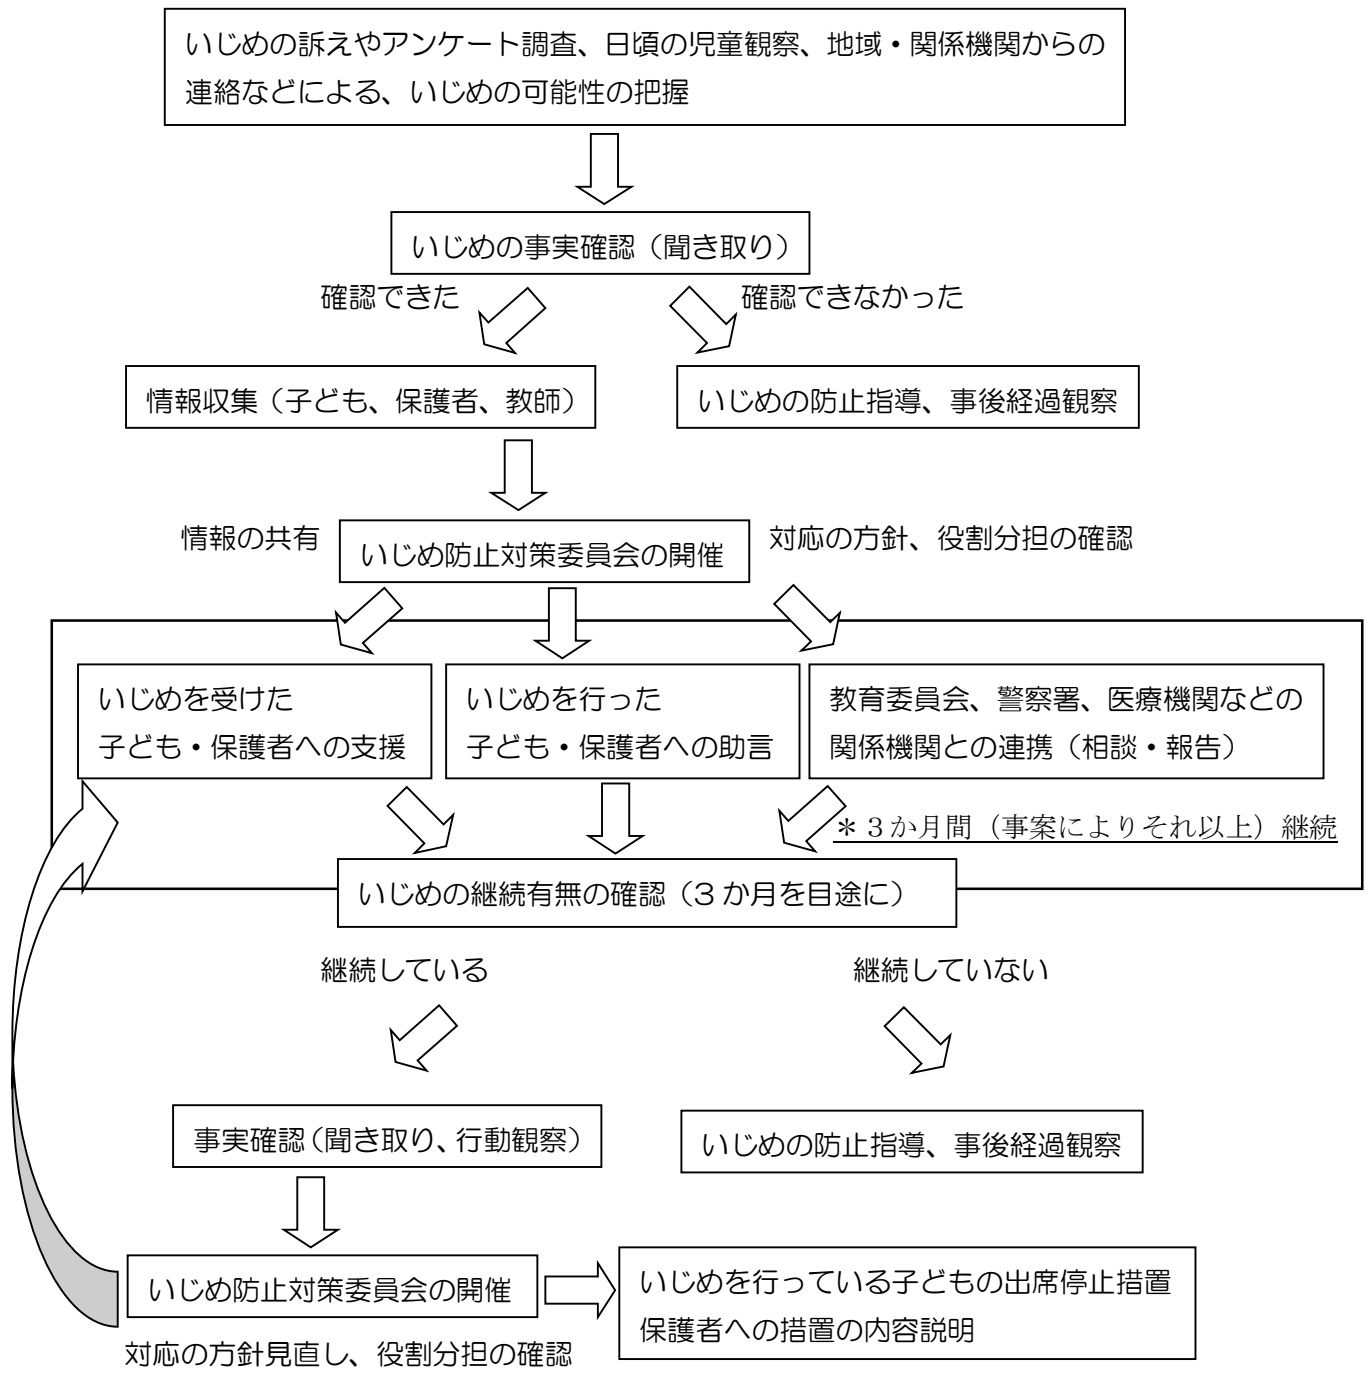 いじめの訴えやアンケート調査、日頃の児童観察、地域・関係機関からの
連絡などによる、いじめの可能性の把握
いじめの事実確認（聞き取り）
確認できた
確認できなかった
情報収集（子ども、保護者、教師）
いじめの防止指導、事後経過観察
情報の共有
いじめ防止対策委員会の開催
対応の方針、役割分担の確認
いじめを受けた
子ども・保護者への支援
いじめを行った
子ども・保護者への助言
教育委員会、警察署、医療機関などの
関係機関との連携（相談・報告）
＊３か月間（事案によりそれ以上）継続
いじめの継続有無の確認（3 か月を目途に）
継続している
継続していない
事実確認（聞き取り、行動観察）
いじめの防止指導、事後経過観察
いじめ防止対策委員会の開催
いじめを行っている子どもの出席停止措置
保護者への措置の内容説明
対応の方針見直し、役割分担の確認